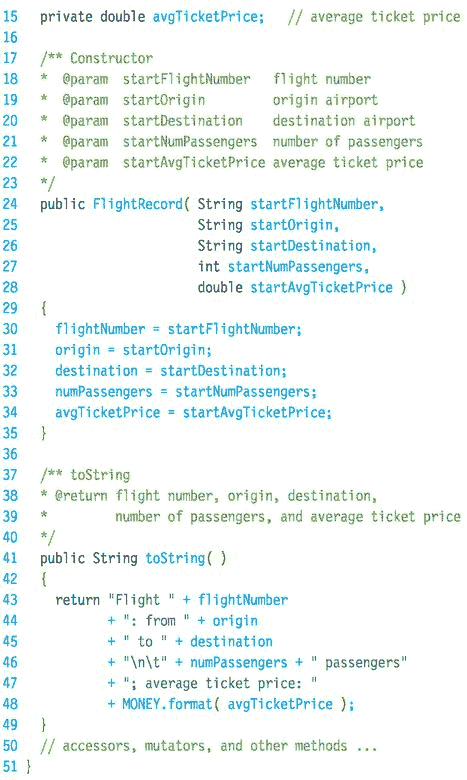 15 private double avgTicketPrice; // average ticket price
16
17 /** Constructor
18 * @param startFlightNumber flight number
19 * @param startOrigin origin airport
20 * @param startDestination destination airport
21 * @param startNumPassengers number of passengers
22 * @param startAvgTicketPrice average ticket price
23 */
24 public FlightRecord( String startFlightNumber,
25 String startOrigin,
26 String startDestination,
27 int startNumPassengers,
28 double startAvgTicketPrice )
29 {
30 flightNumber = startFlightNumber;
31 origin = startOrigin;
32 destination = startDestination;
33 numPassengers = startNumPassengers;
34 avgTicketPrice = startAvgTicketPrice;
35 }
36
37 /** toString
38 * @return flight number, origin, destination,
39 * number of passengers, and average ticket price
40 */
41 public String toString( )
42 {
43 return "Flight " + flightNumber
44 + ": from " + origin
45 + " to " + destination
46 + "\n\t" + numPassengers + " passengers"
47 + "; average ticket price: "
48 + MONEY.format( avgTicketPrice );
49 }
50 // accessors, mutators, and other methods ...
51 }